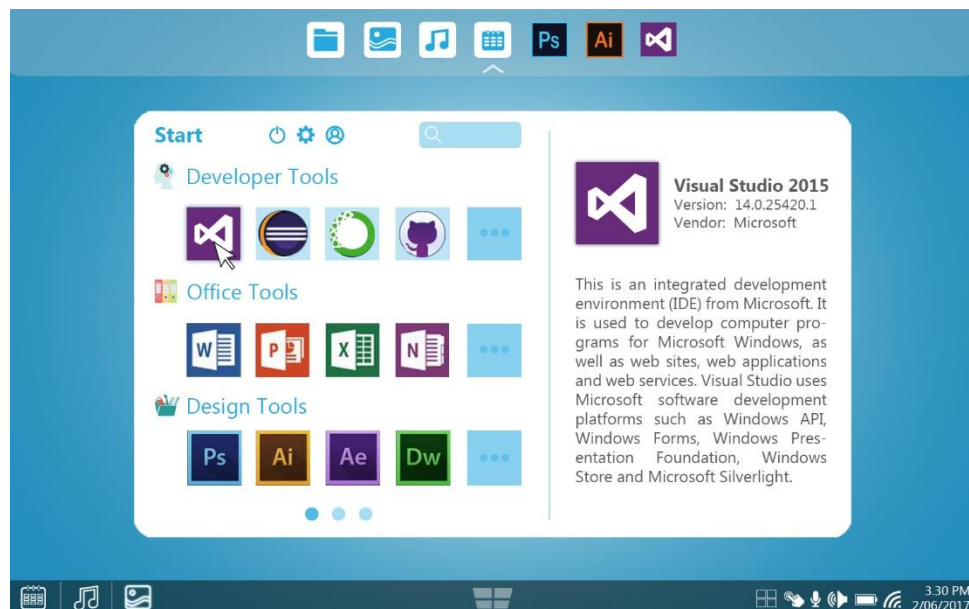 Ps Ai
Start
Developer Tools
Office Tools
W P X N
Design Tools
Ps Ai Ae Dw
Visual Studio 2015
Version: 14.0.25420.1
Vendor: Microsoft
This is an integrated development
environment (IDE) from Microsoft. It
is used to develop computer pro-
grams for Microsoft Windows, as
well as web sites, web applications
and web services. Visual Studio uses
Microsoft software development
platforms such as Windows API,
Windows Forms, Windows Pres-
entation Foundation, Windows
Store and Microsoft Silverlight.
3.30 PM
2/06/2017